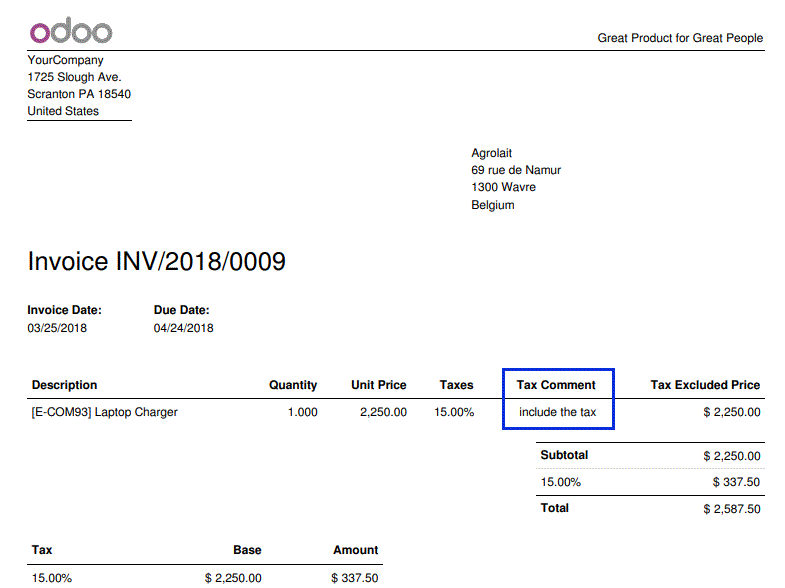 odoo
Great Product for Great People
YourCompany
1725 Slough Ave.
Scranton PA 18540
United States
Agrolait
69 rue de Namur
1300 Wavre
Belgium
Invoice INV/2018/0009
Invoice Date: Due Date:
03/25/2018 04/24/2018
Description Quantity Unit Price Taxes Tax Comment Tax Excluded Price
[E-COM93] Laptop Charger 1.000 2,250.00 15.00% include the tax $ 2,250.00
Subtotal $ 2,250.00
15.00% $ 337.50
Total $ 2,587.50
Tax Base Amount
15.00% $ 2,250.00 $ 337.50